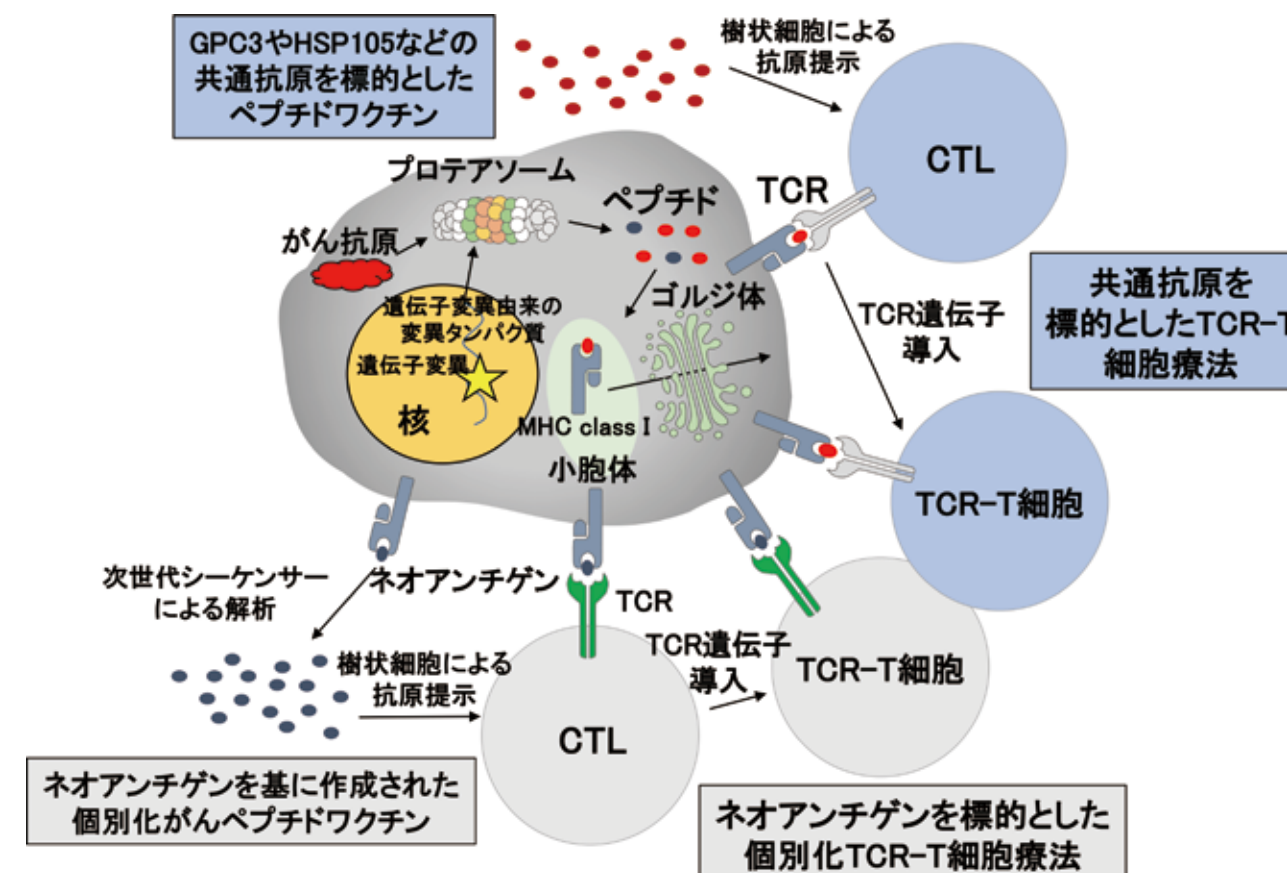 GPC3やHSP105などの
共通抗原を標的とした
ペプチドワクチン
樹状細胞による
抗原提示
CTL
プロテアソーム
ペプチド
TCR
がん抗原
ゴルジ体
遺伝子変異由来の
変異タンパク質
遺伝子変異
核
MHC class I
小胞体
TCR遺伝子
導入
共通抗原を
標的としたTCR-T
細胞療法
TCR-T細胞
次世代シーケンサー
による解析
ネオアンチゲン
TCR
樹状細胞による
抗原提示
CTL
TCR遺伝子
導入
TCR-T細胞
ネオアンチゲンを基に作成された
個別化がんペプチドワクチン
ネオアンチゲンを標的とした
個別化TCR-T細胞療法